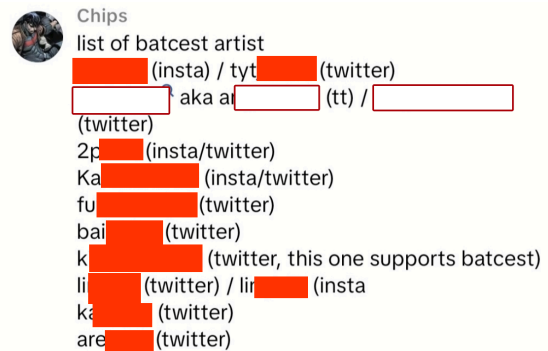 Chips
list of batcest artist
(insta) / tyt (twitter)
aka ar (tt) /
(twitter)
2p (insta/twitter)
Ka (insta/twitter)
fu (twitter)
bai (twitter)
k (twitter, this one supports batcest)
li (twitter) / lin (insta
ka (twitter)
are (twitter)